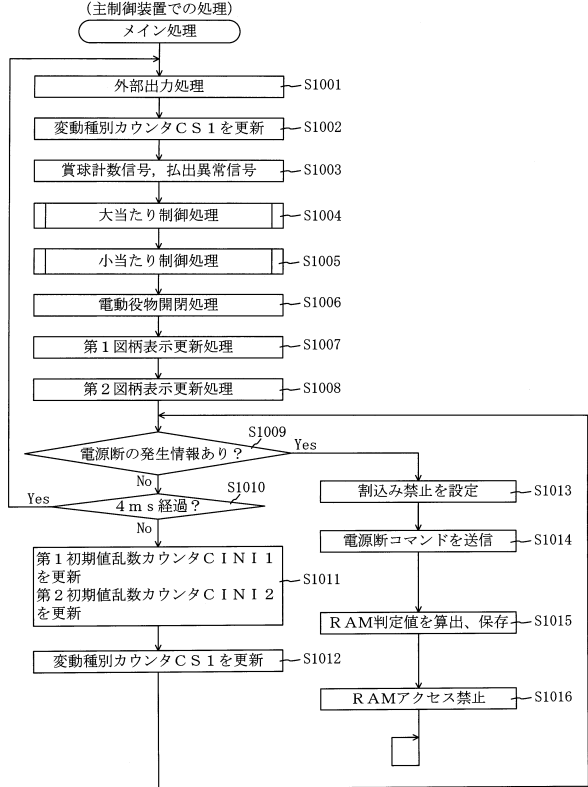 (主制御装置での処理)
メイン処理
外部出力処理 S1001
変動種別カウンタCS1を更新 S1002
賞球計数信号,払出異常信号 S1003
大当たり制御処理 S1004
小当たり制御処理 S1005
電動役物開閉処理 S1006
第1図柄表示更新処理 S1007
第2図柄表示更新処理 S1008
電源断の発生情報あり? S1009
Yes
No
4ms経過? S1010
Yes
No
第1初期値乱数カウンタCINI1
を更新
第2初期値乱数カウンタCINI2
を更新
S1011
変動種別カウンタCS1を更新 S1012
割込み禁止を設定 S1013
電源断コマンドを送信 S1014
RAM判定値を算出、保存 S1015
RAMアクセス禁止 S1016